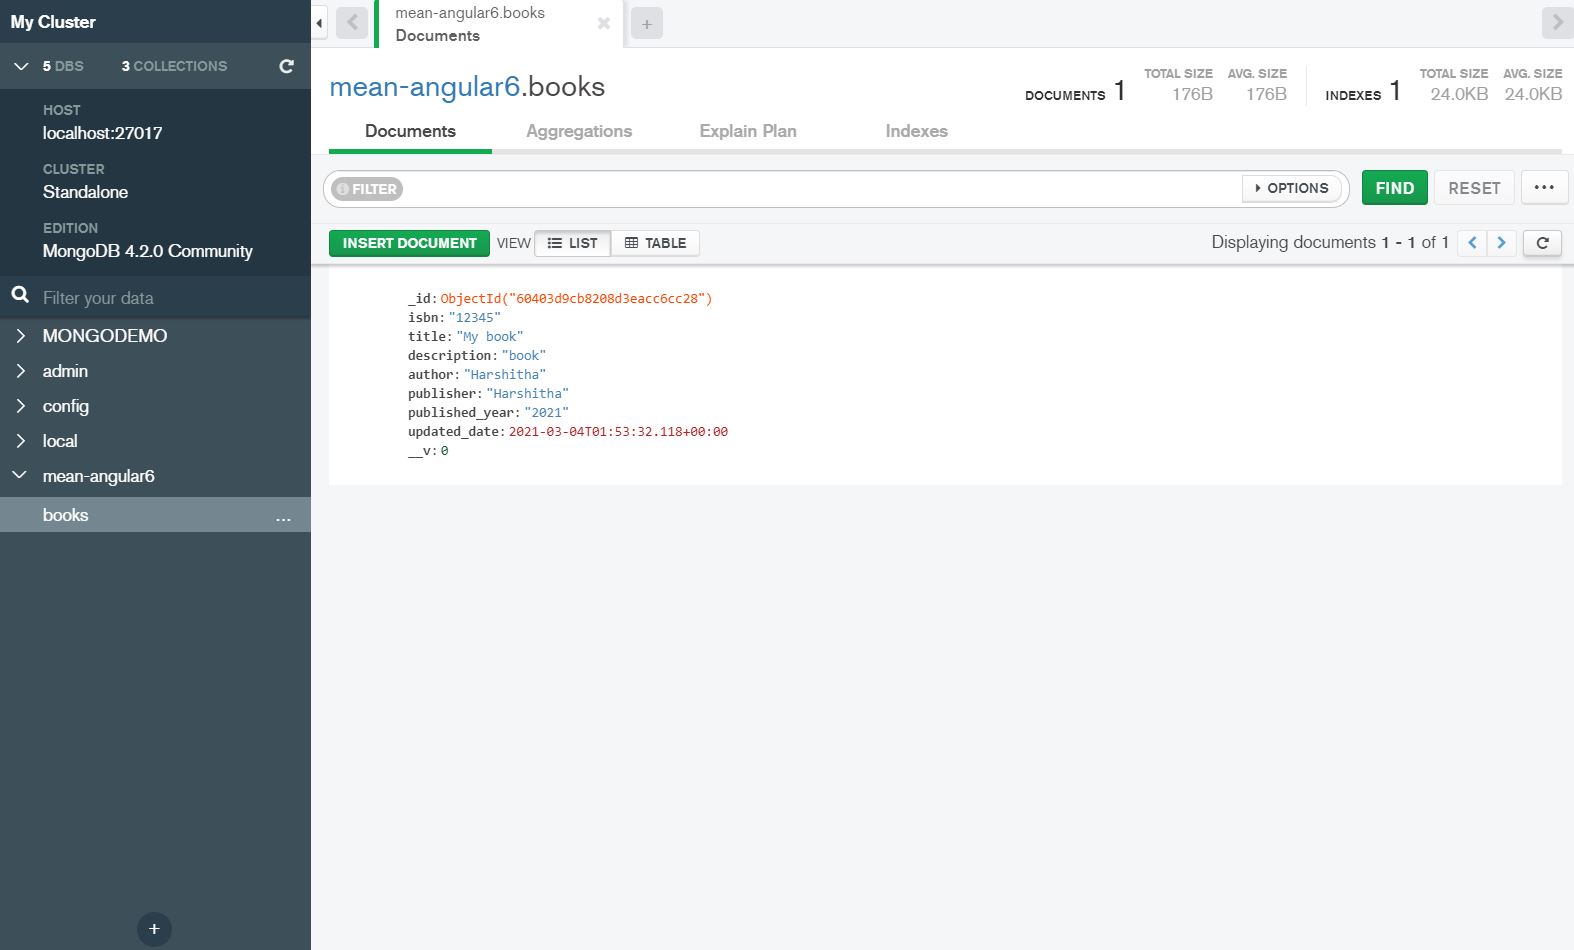 My Cluster
5 DBS 3 COLLECTIONS
HOST
localhost:27017
CLUSTER
Standalone
EDITION
MongoDB 4.2.0 Community
Filter your data
MONGODEMO
admin
config
local
mean-angular6
books ...
+
mean-angular6.books
Documents
+
mean-angular6.books
DOCUMENTS 1 TOTAL SIZE 176B AVG. SIZE 176B INDEXES 1 TOTAL SIZE 24.0KB AVG. SIZE 24.0KB
Documents Aggregations Explain Plan Indexes
FILTER OPTIONS FIND RESET ...
INSERT DOCUMENT VIEW LIST TABLE Displaying documents 1 - 1 of 1
_id: ObjectId("60403d9cb8208d3eacc6cc28")
isbn: "12345"
title: "My book"
description: "book"
author: "Harshitha"
publisher: "Harshitha"
published_year: "2021"
updated_date: 2021-03-04T01:53:32.118+00:00
__v: 0